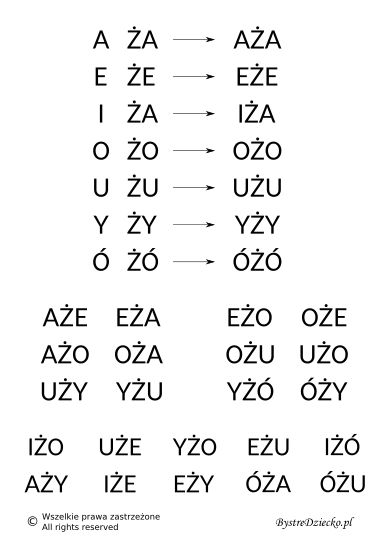 A ŻA → AŻA
E ŻE → EŻE
I ŻA → IŻA
O ŻO → OŻO
U ŻU → UŻU
Y ŻY → YŻY
Ó ŻÓ → ÓŻÓ
AŻE EŻA EŻO OŻE
AŻO OŻA OŻU UŻO
UŻY YŻU YŻÓ ÓŻY
IŻO UŻE YŻO EŻU IŻÓ
AŻY IŻE EŻY ÓŻA ÓŻU
© Wszelkie prawa zastrzeżone
All rights reserved
BystreDziecko.pl